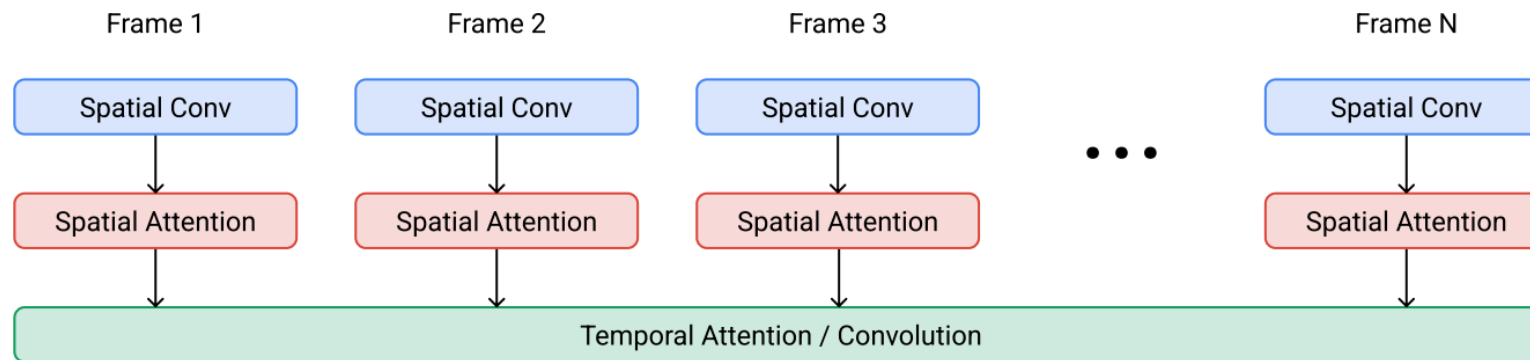 Frame 1
Frame 2
Frame 3
Frame N
Spatial Conv
Spatial Conv
Spatial Conv
Spatial Conv
Spatial Attention
Spatial Attention
Spatial Attention
Spatial Attention
Temporal Attention / Convolution